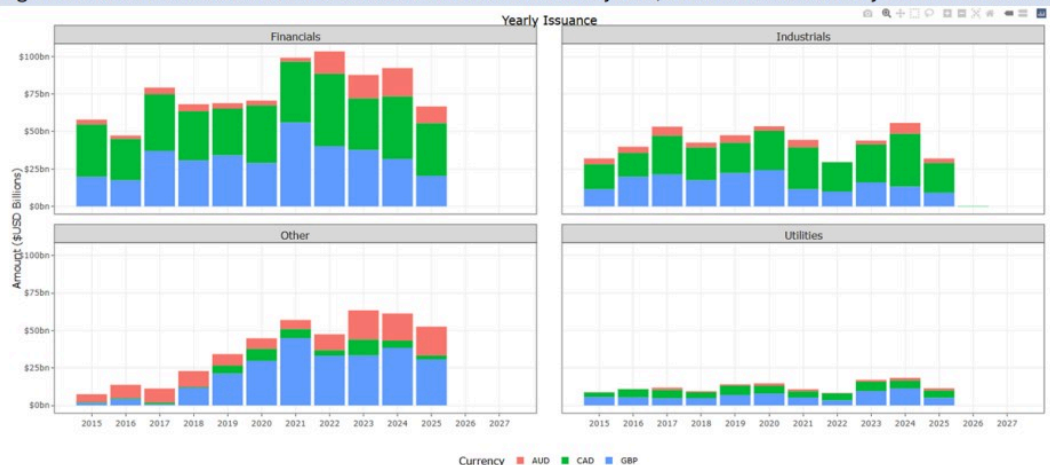 Yearly Issuance
Financials
Industrials
$100bn
$75bn
$50bn
$25bn
$0bn
Amount ($USD Billions)
Other
Utilities
$100bn
$75bn
$50bn
$25bn
$0bn
2015 2016 2017 2018 2019 2020 2021 2022 2023 2024 2025 2026 2027
2015 2016 2017 2018 2019 2020 2021 2022 2023 2024 2025 2026 2027
Currency AUD CAD GBP